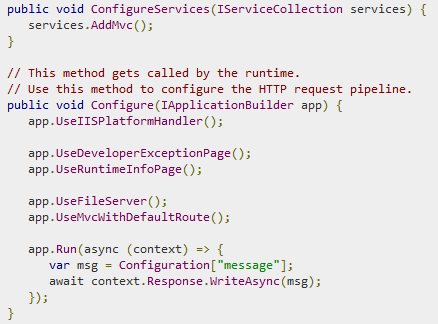 public void ConfigureServices(IServiceCollection services) {
   services.AddMvc();
}

// This method gets called by the runtime.
// Use this method to configure the HTTP request pipeline.
public void Configure(IApplicationBuilder app) {
   app.UseIISPlatformHandler();

   app.UseDeveloperExceptionPage();
   app.UseRuntimeInfoPage();

   app.UseFileServer();
   app.UseMvcWithDefaultRoute();

   app.Run(async (context) => {
      var msg = Configuration["message"];
      await context.Response.WriteAsync(msg);
   });
}